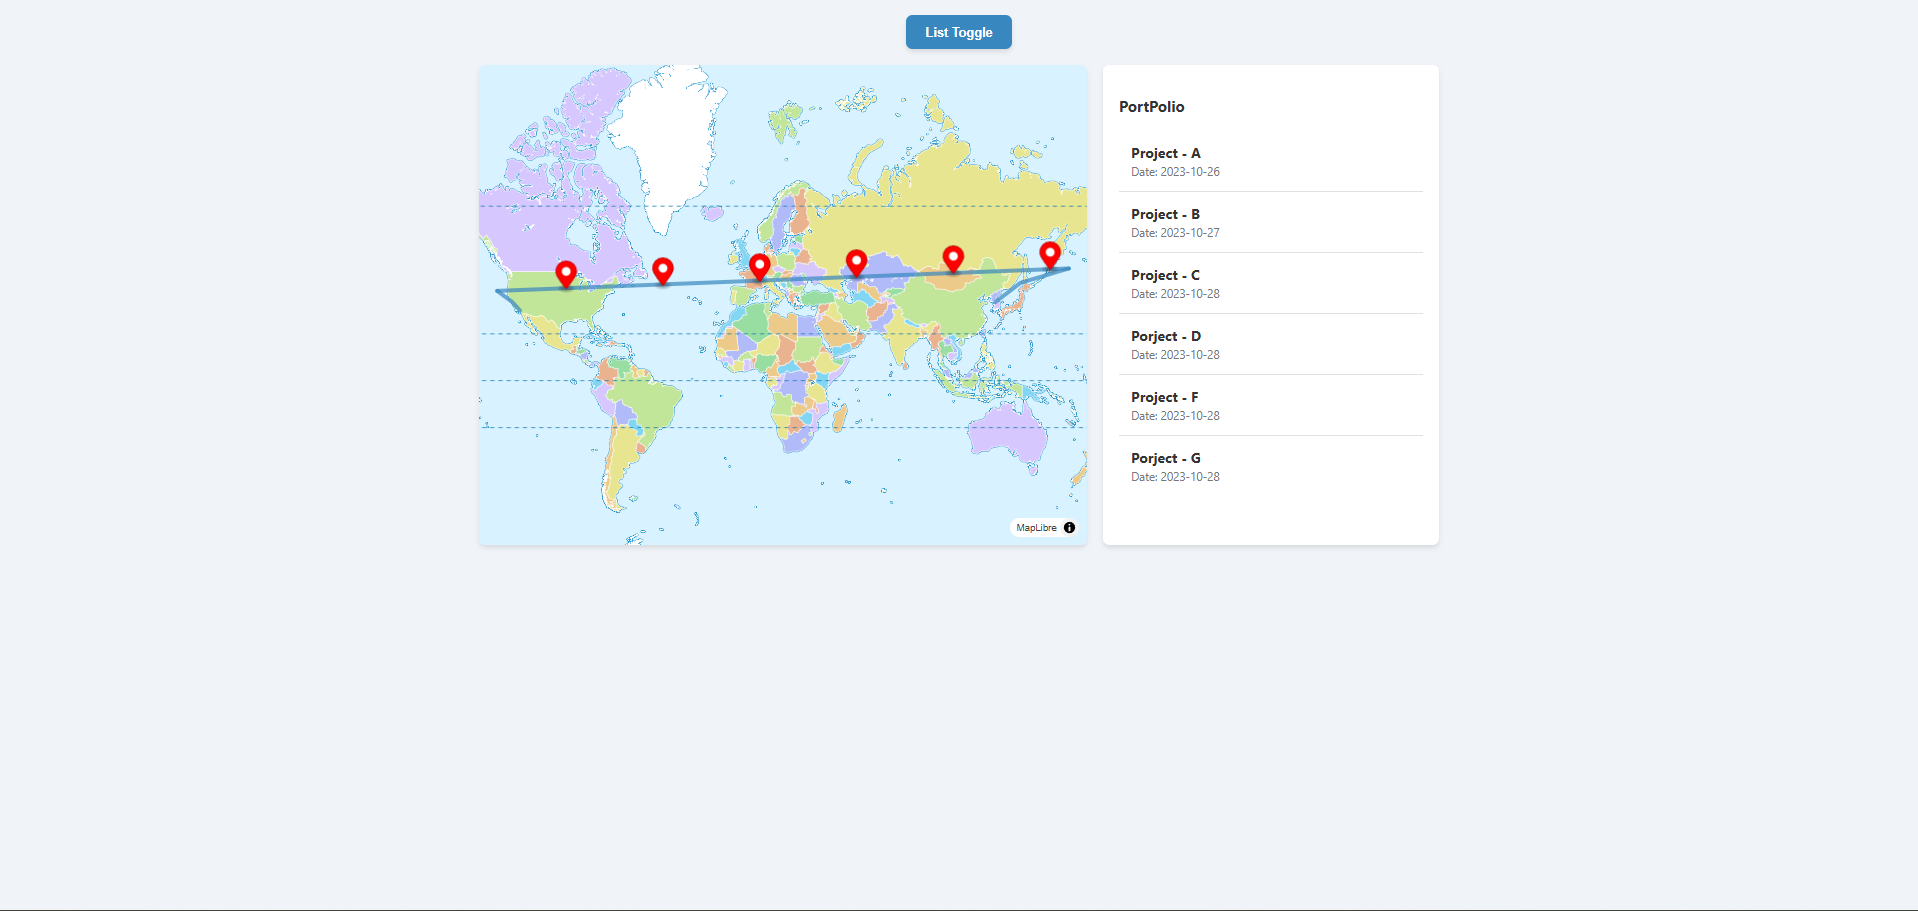 List Toggle
PortPolio
Project - A
Date: 2023-10-26
Project - B
Date: 2023-10-27
Project - C
Date: 2023-10-28
Porject - D
Date: 2023-10-28
Project - F
Date: 2023-10-28
Porject - G
Date: 2023-10-28
MapLibre